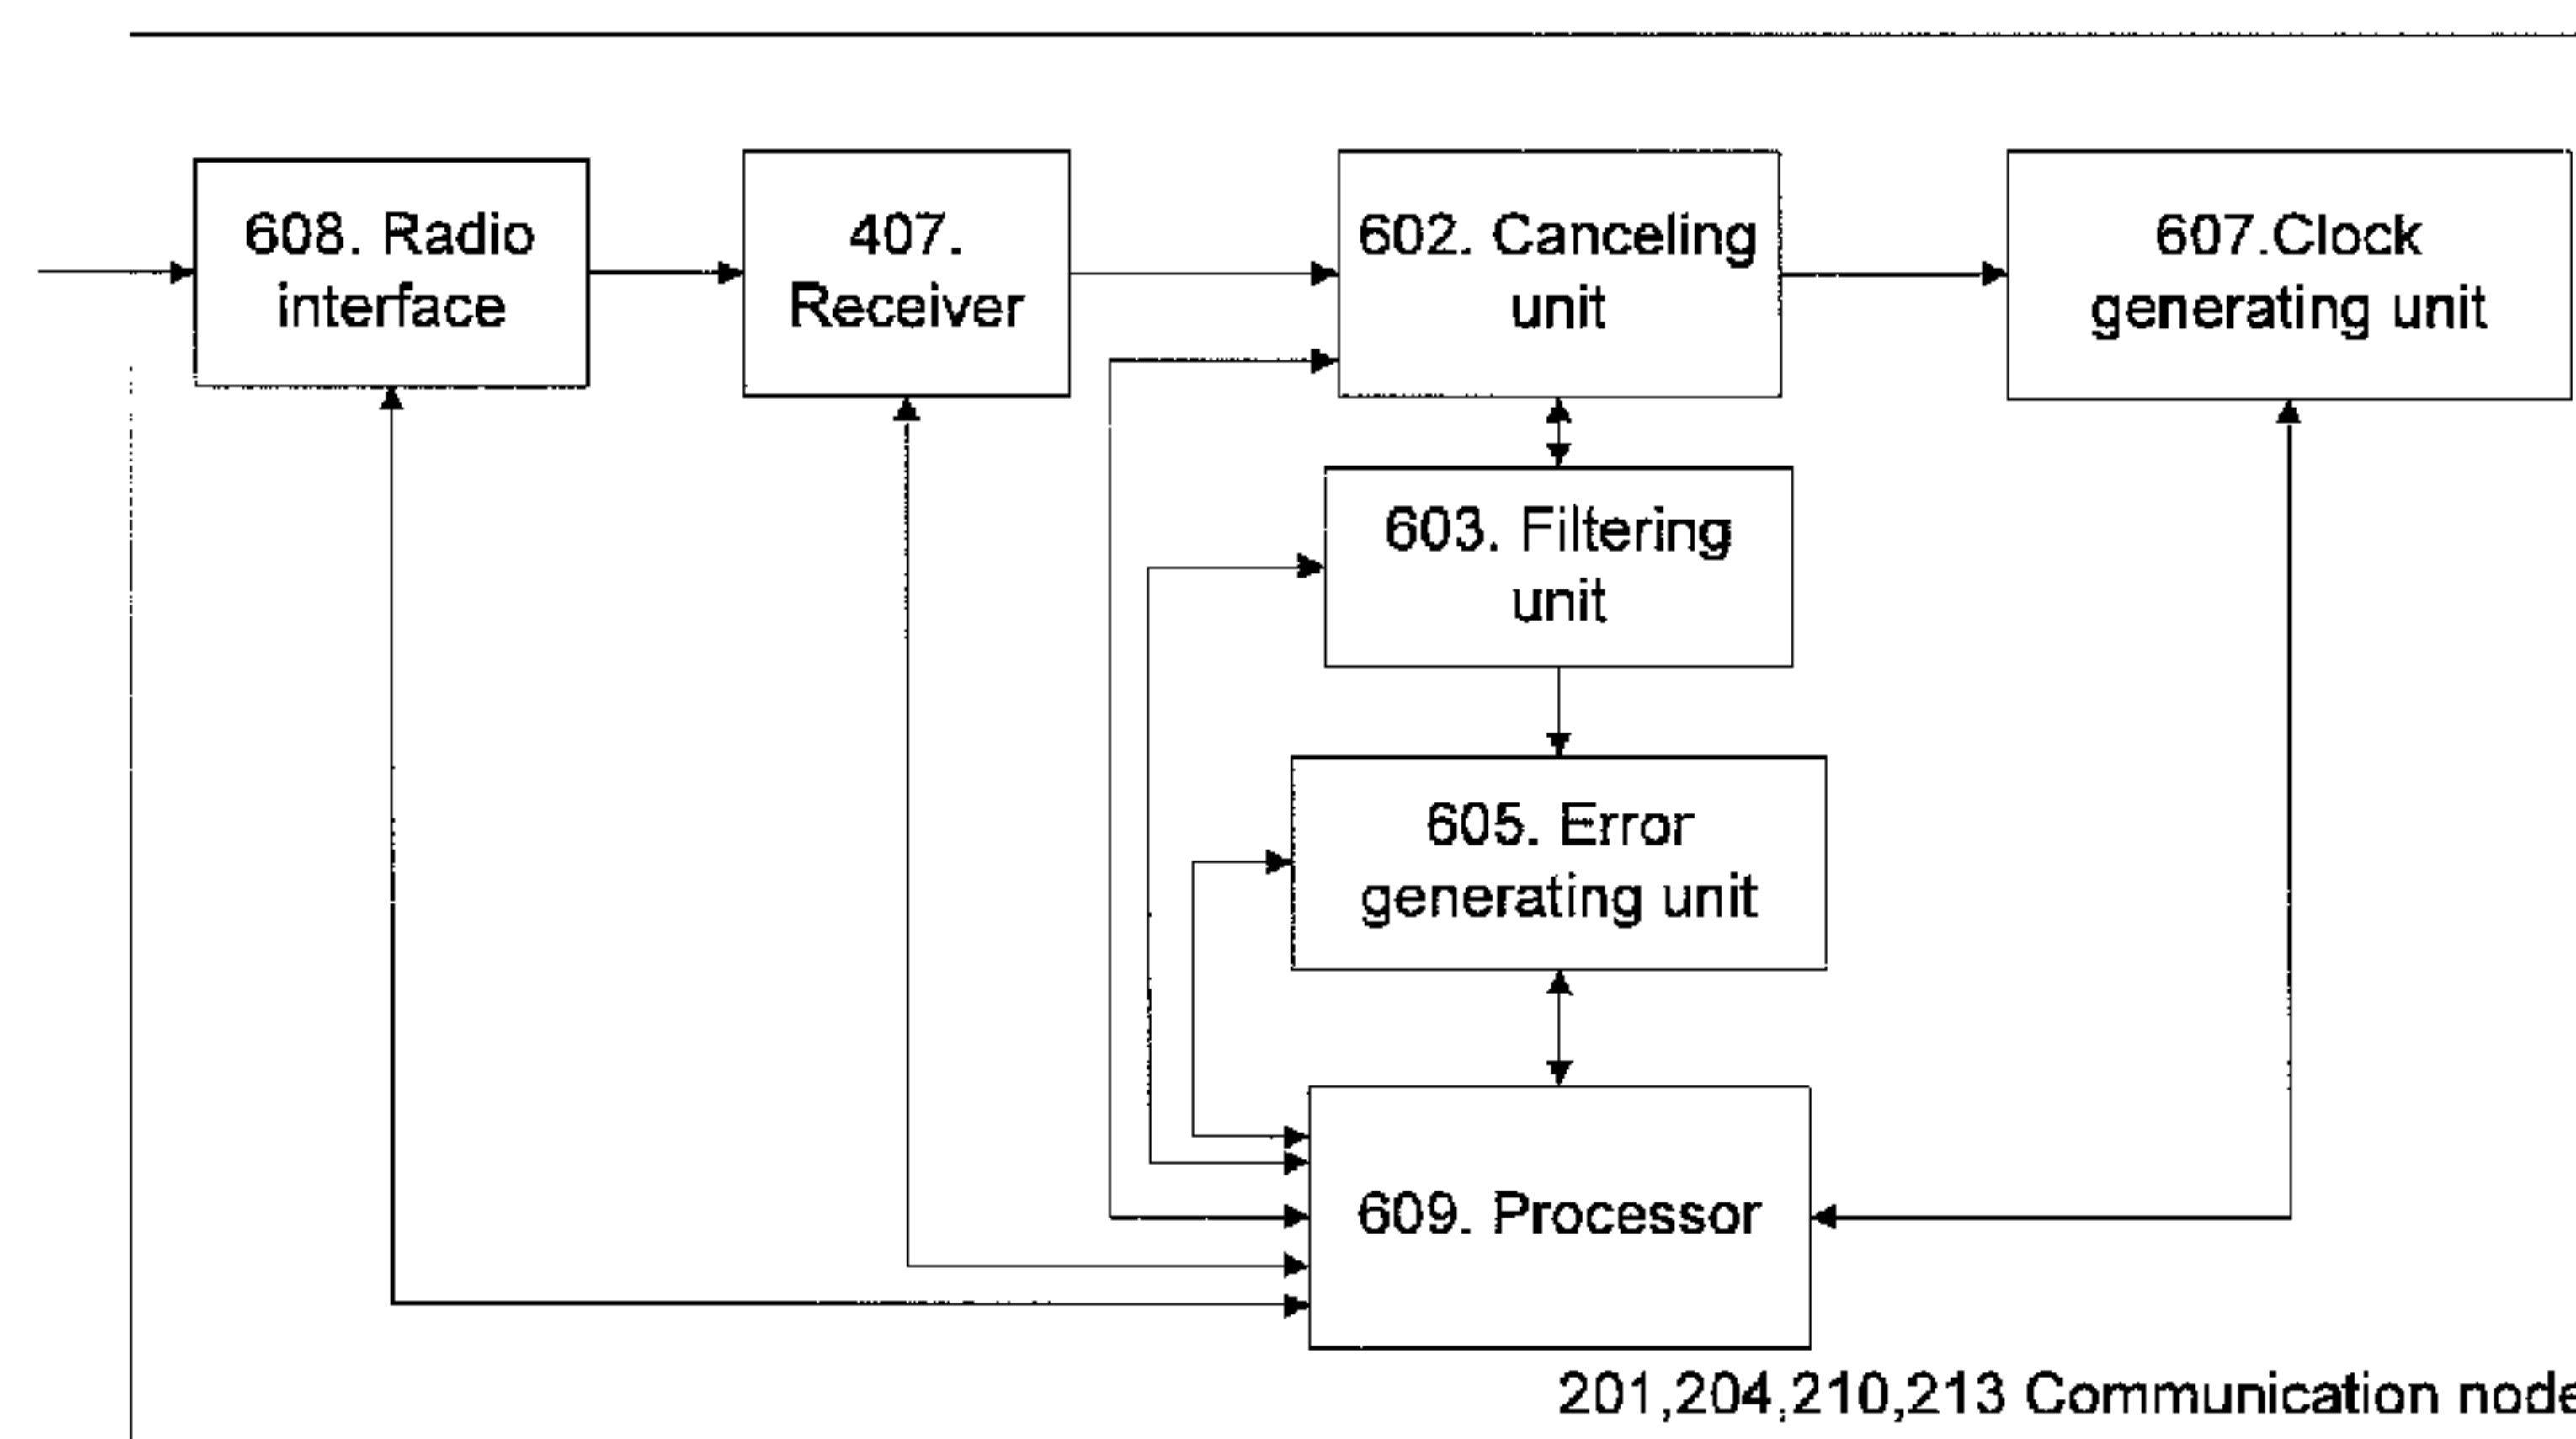 608. Radio
interface
407.
Receiver
602. Canceling
unit
607.Clock
generating unit
603. Filtering
unit
605. Error
generating unit
609. Processor
201,204,210,213 Communication node